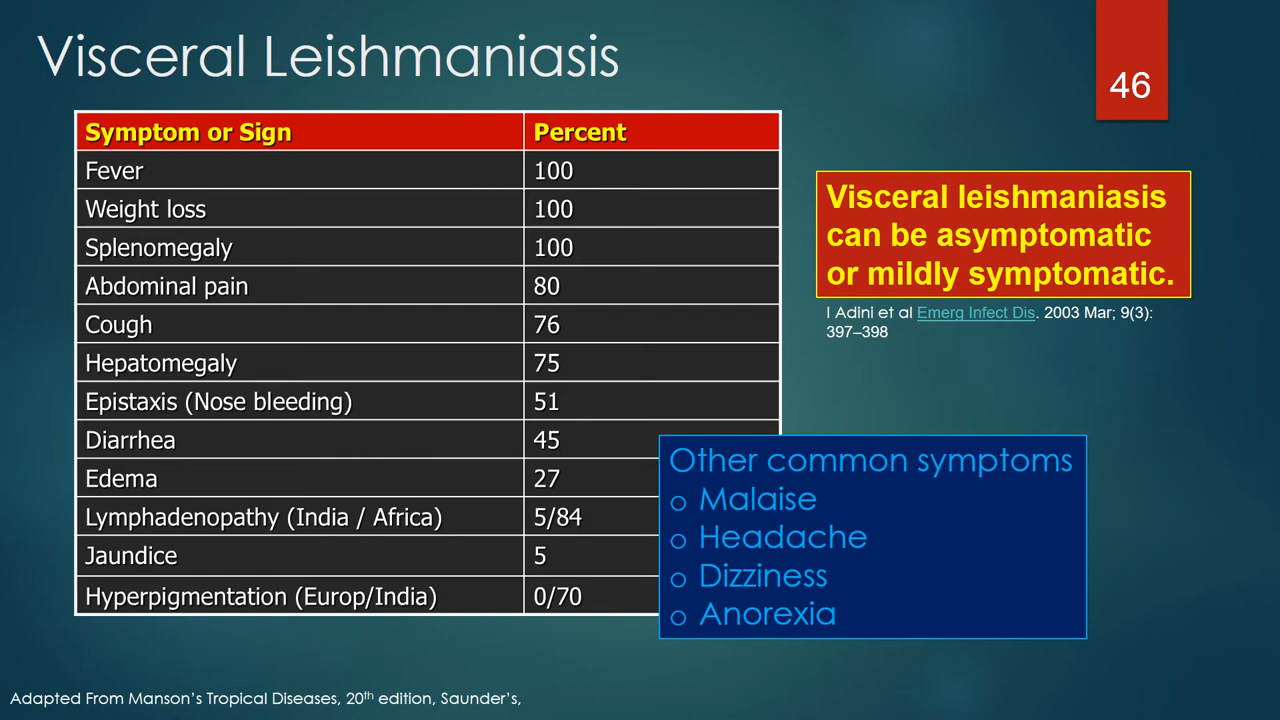 Visceral Leishmaniasis
46
Symptom or Sign Percent
Fever 100
Weight loss 100
Splenomegaly 100
Abdominal pain 80
Cough 76
Hepatomegaly 75
Epistaxis (Nose bleeding) 51
Diarrhea 45
Edema 27
Lymphadenopathy (India / Africa) 5/84
Jaundice 5
Hyperpigmentation (Europ/India) 0/70
Visceral leishmaniasis
can be asymptomatic
or mildly symptomatic.
I Adini et al Emerg Infect Dis. 2003 Mar; 9(3):
397–398
Other common symptoms
o Malaise
o Headache
o Dizziness
o Anorexia
Adapted From Manson's Tropical Diseases, 20th edition, Saunder's,